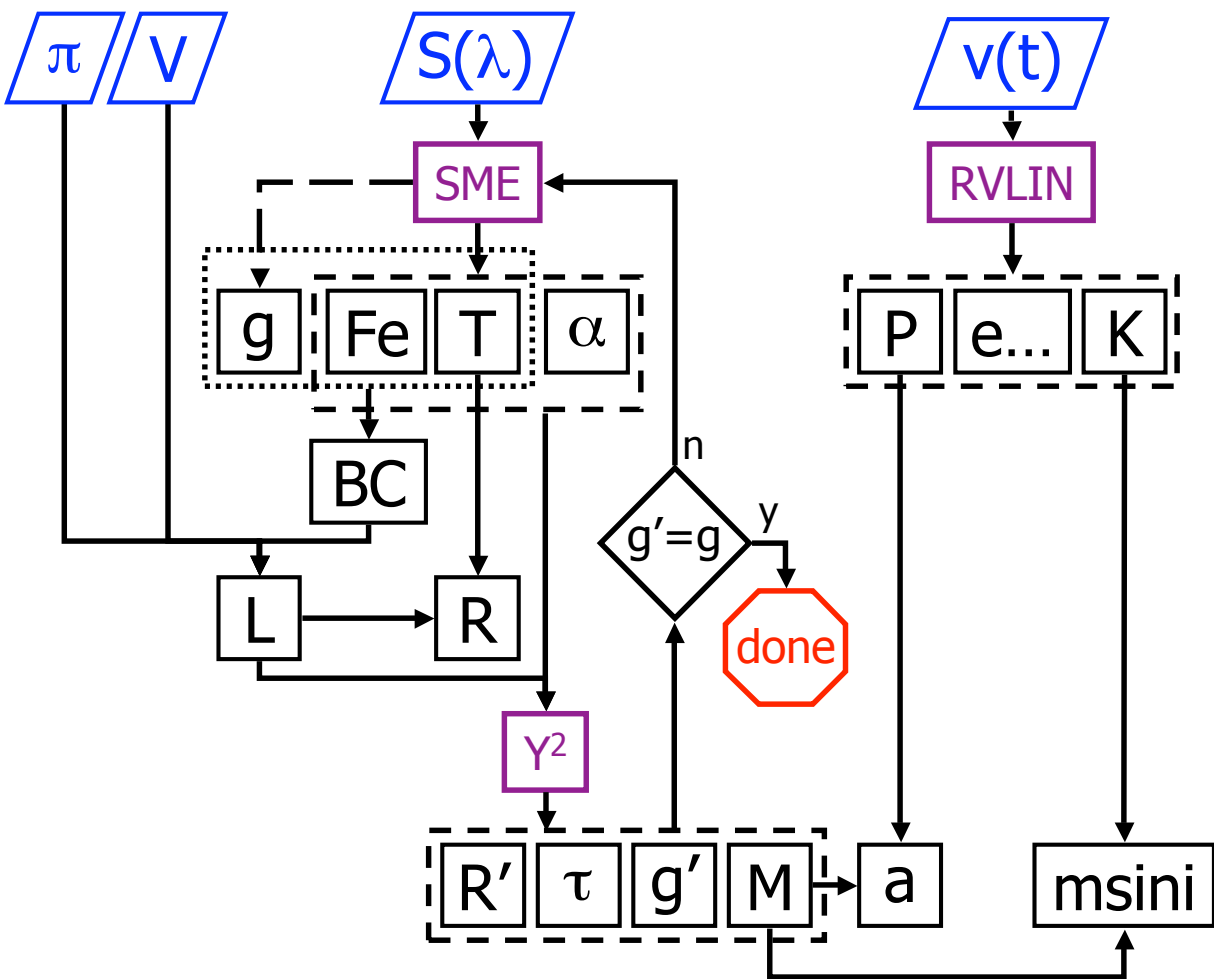 π V S(λ) v(t)
SME RVLIN
g Fe T α P e... K
n
BC
y
g′=g
L R
done
Y²
R′ τ g′ M a msini